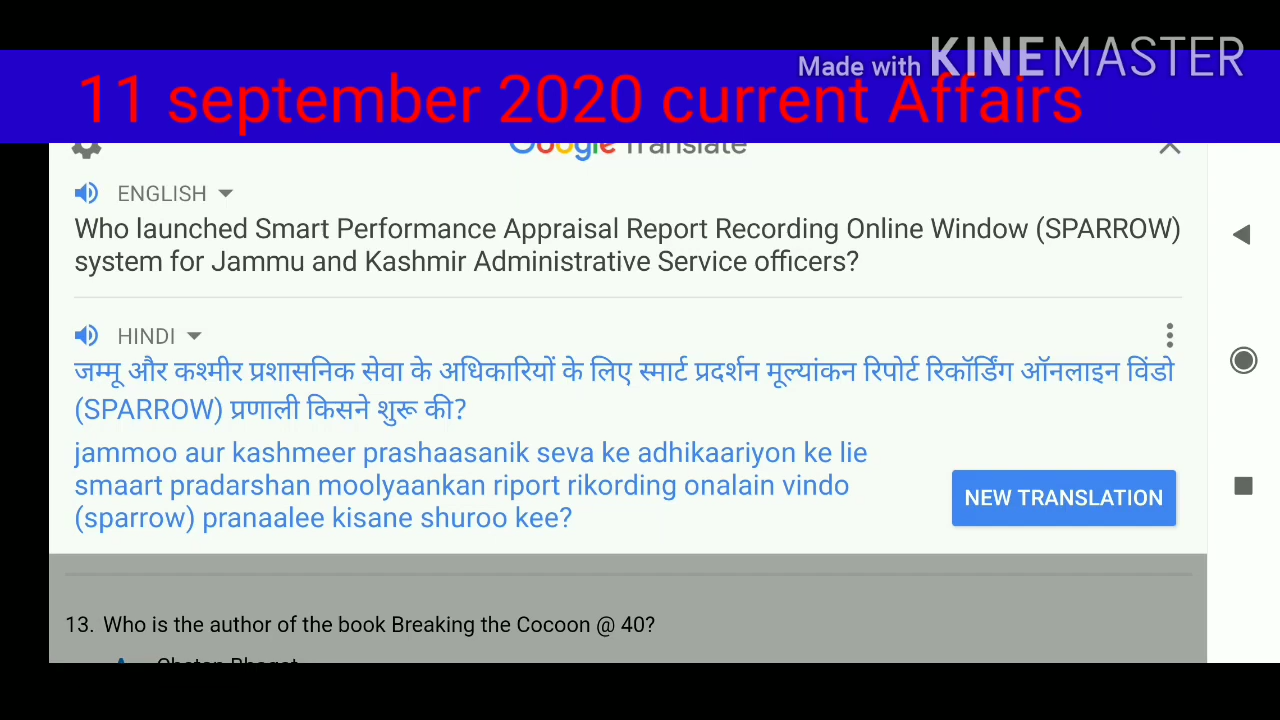 Made with KINEMASTER
11 september 2020 current Affairs
Google Translate
ENGLISH
Who launched Smart Performance Appraisal Report Recording Online Window (SPARROW)
system for Jammu and Kashmir Administrative Service officers?
HINDI
जम्मू और कश्मीर प्रशासनिक सेवा के अधिकारियों के लिए स्मार्ट प्रदर्शन मूल्यांकन रिपोर्ट रिकॉर्डिंग ऑनलाइन विंडो
(SPARROW) प्रणाली किसने शुरू की?
jammoo aur kashmeer prashaasanik seva ke adhikaariyon ke lie
smaart pradarshan moolyaankan riport rikording onalain vindo
(sparrow) pranaalee kisane shuroo kee?
NEW TRANSLATION
13. Who is the author of the book Breaking the Cocoon @ 40?
A. Chetan Bhagat